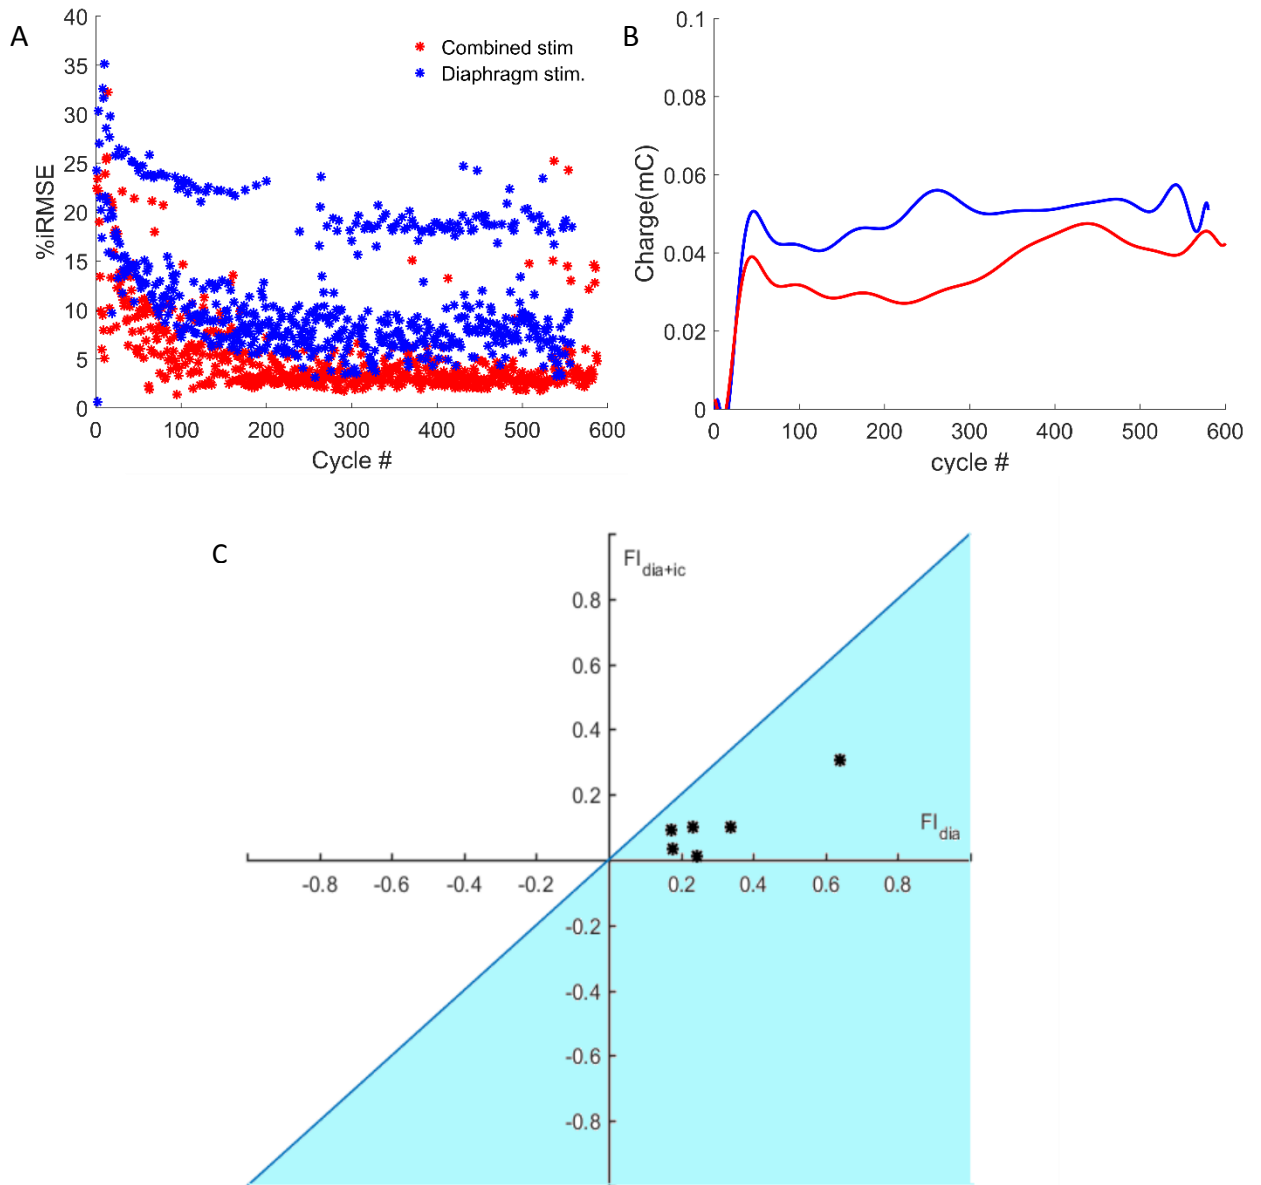 A
40
35
30
25
20
15
10
5
0
%iRMSE
Combined stim
Diaphragm stim.
0 100 200 300 400 500 600
Cycle #
B
0.1
0.08
0.06
0.04
0.02
0
Charge(mC)
0 100 200 300 400 500 600
cycle #
C
FI dia+ic
0.8
0.6
0.4
0.2
FI dia
-0.8 -0.6 -0.4 -0.2 0.2 0.4 0.6 0.8
-0.2
-0.4
-0.6
-0.8